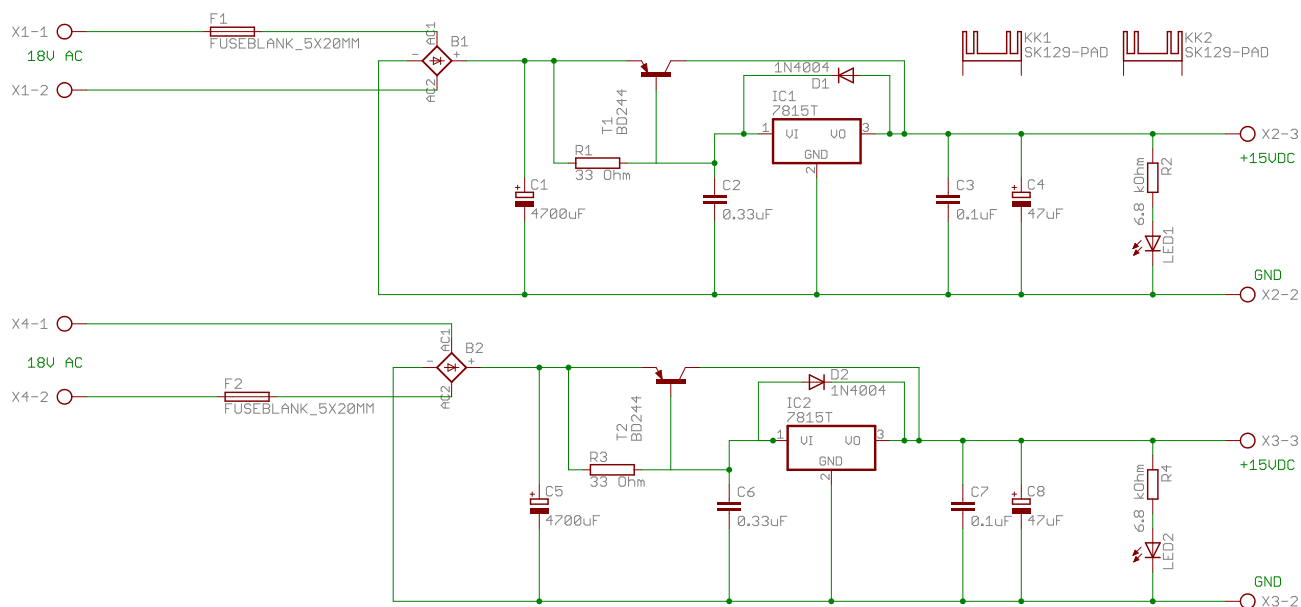 X1-1
F1
FUSEBLANK_5X20MM
18V AC
X1-2
AC1
B1
- +
AC2
KK1
SK129-PAD
KK2
SK129-PAD
T1
BD244
1N4004
D1
IC1
7815T
1 VI VO 3
GND
2
R1
33 Ohm
C1
+
4700uF
C2
0.33uF
C3
0.1uF
C4
+
47uF
R2
6.8 kOhm
LED1
X2-3
+15VDC
GND
X2-2
X4-1
18V AC
X4-2
F2
FUSEBLANK_5X20MM
AC1
B2
- +
AC2
T2
BD244
D2
1N4004
IC2
7815T
1 VI VO 3
GND
2
R3
33 Ohm
C5
+
4700uF
C6
0.33uF
C7
0.1uF
C8
+
47uF
R4
6.8 kOhm
LED2
X3-3
+15VDC
GND
X3-2